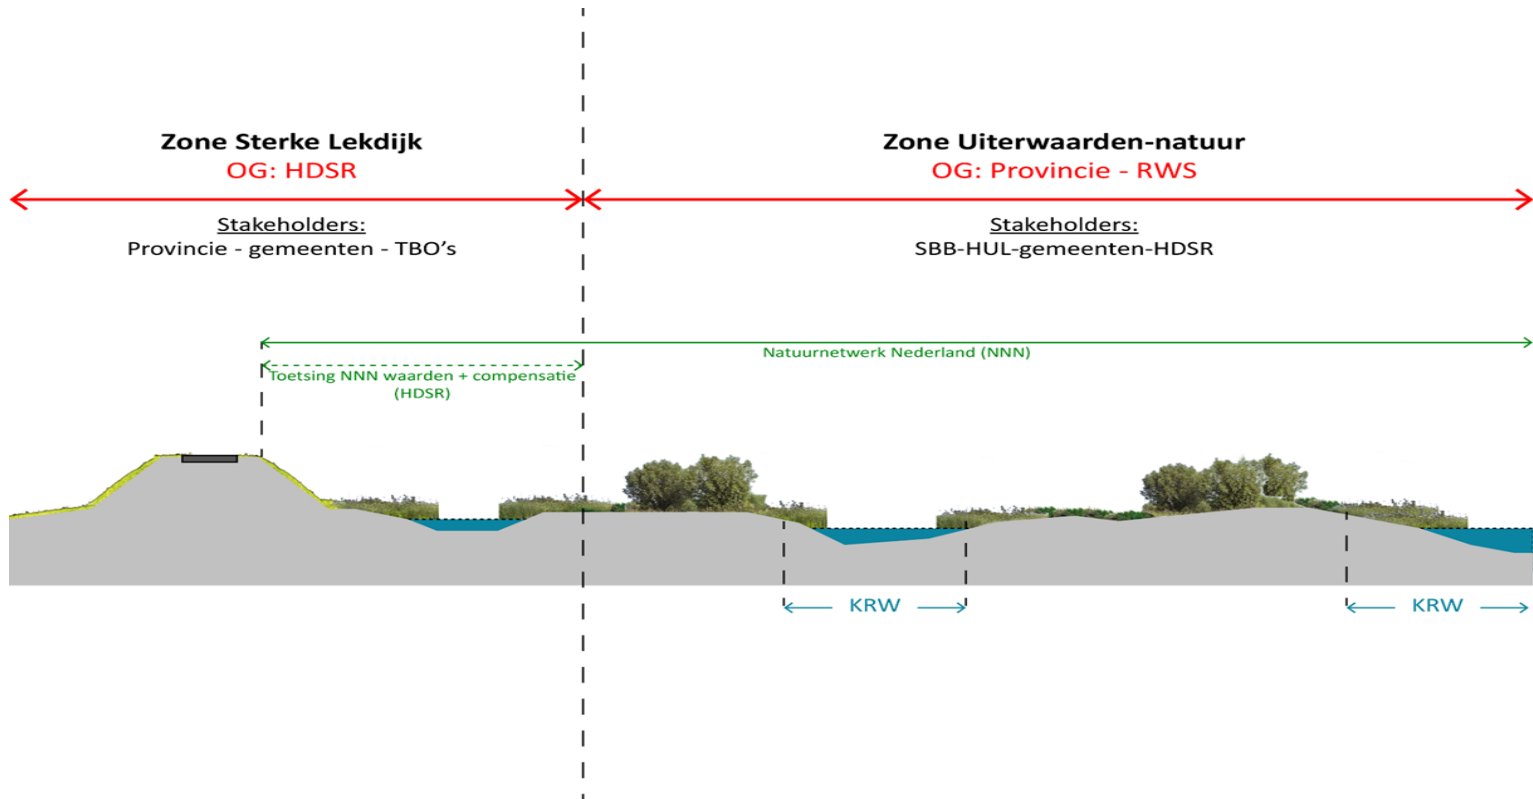 Zone Sterke Lekdijk
OG: HDSR
Stakeholders:
Provincie - gemeenten - TBO’s
Zone Uiterwaarden-natuur
OG: Provincie - RWS
Stakeholders:
SBB-HUL-gemeenten-HDSR
Natuurnetwerk Nederland (NNN)
Toetsing NNN waarden + compensatie
(HDSR)
KRW
KRW